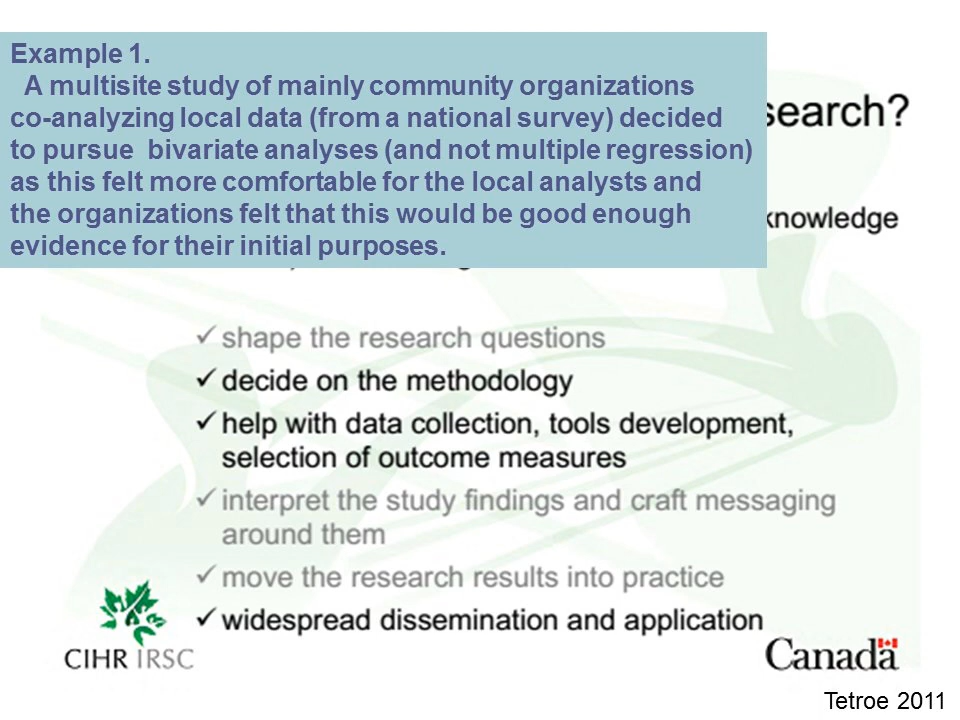 Example 1.
A multisite study of mainly community organizations
co-analyzing local data (from a national survey) decided
to pursue bivariate analyses (and not multiple regression)
as this felt more comfortable for the local analysts and
the organizations felt that this would be good enough
evidence for their initial purposes.
search?
knowledge
✓ shape the research questions
✓ decide on the methodology
✓ help with data collection, tools development,
selection of outcome measures
✓ interpret the study findings and craft messaging
around them
✓ move the research results into practice
✓ widespread dissemination and application
CIHR IRSC
Canada
Tetroe 2011